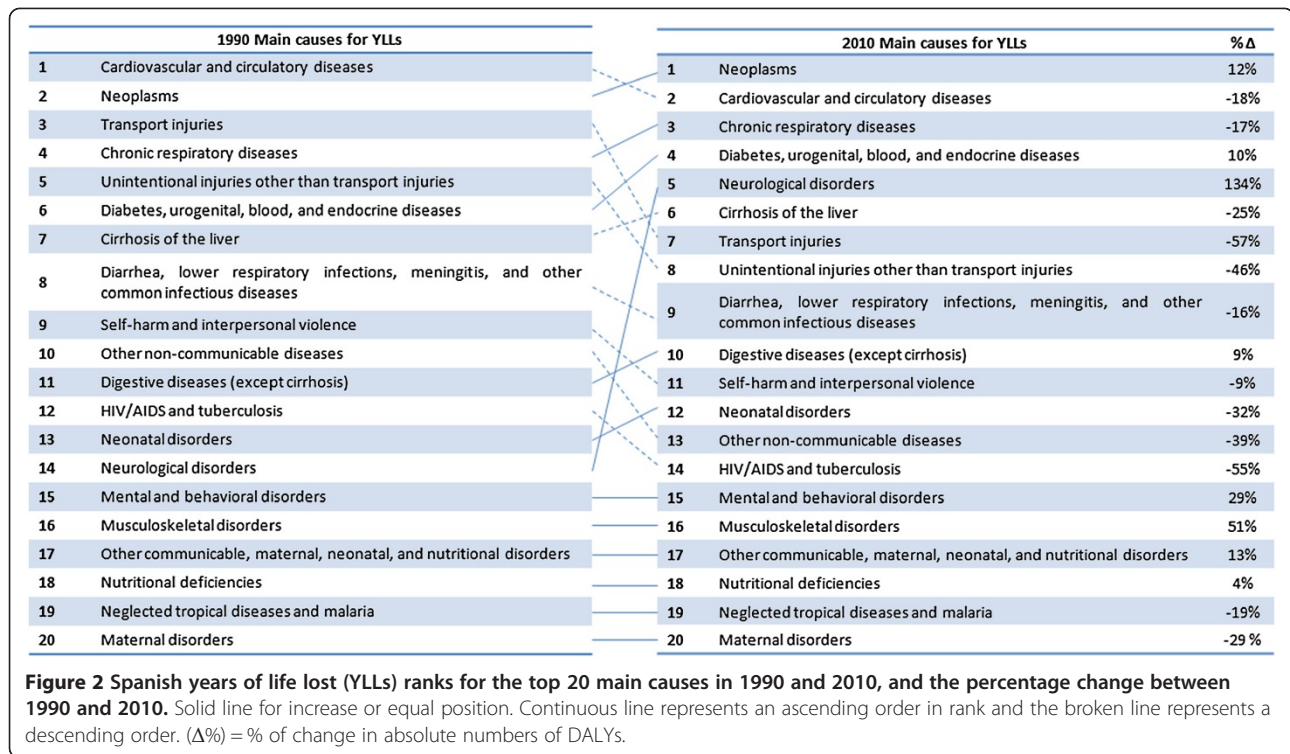 1990 Main causes for YLLs
1 Cardiovascular and circulatory diseases
2 Neoplasms
3 Transport injuries
4 Chronic respiratory diseases
5 Unintentional injuries other than transport injuries
6 Diabetes, urogenital, blood, and endocrine diseases
7 Cirrhosis of the liver
8 Diarrhea, lower respiratory infections, meningitis, and other
common infectious diseases
9 Self-harm and interpersonal violence
10 Other non-communicable diseases
11 Digestive diseases (except cirrhosis)
12 HIV/AIDS and tuberculosis
13 Neonatal disorders
14 Neurological disorders
15 Mental and behavioral disorders
16 Musculoskeletal disorders
17 Other communicable, maternal, neonatal, and nutritional disorders
18 Nutritional deficiencies
19 Neglected tropical diseases and malaria
20 Maternal disorders
2010 Main causes for YLLs %Δ
1 Neoplasms 12%
2 Cardiovascular and circulatory diseases -18%
3 Chronic respiratory diseases -17%
4 Diabetes, urogenital, blood, and endocrine diseases 10%
5 Neurological disorders 134%
6 Cirrhosis of the liver -25%
7 Transport injuries -57%
8 Unintentional injuries other than transport injuries -46%
9 Diarrhea, lower respiratory infections, meningitis, and other
common infectious diseases -16%
10 Digestive diseases (except cirrhosis) 9%
11 Self-harm and interpersonal violence -9%
12 Neonatal disorders -32%
13 Other non-communicable diseases -39%
14 HIV/AIDS and tuberculosis -55%
15 Mental and behavioral disorders 29%
16 Musculoskeletal disorders 51%
17 Other communicable, maternal, neonatal, and nutritional disorders 13%
18 Nutritional deficiencies 4%
19 Neglected tropical diseases and malaria -19%
20 Maternal disorders -29 %
Figure 2 Spanish years of life lost (YLLs) ranks for the top 20 main causes in 1990 and 2010, and the percentage change between
1990 and 2010. Solid line for increase or equal position. Continuous line represents an ascending order in rank and the broken line represents a
descending order. (Δ%) = % of change in absolute numbers of DALYs.